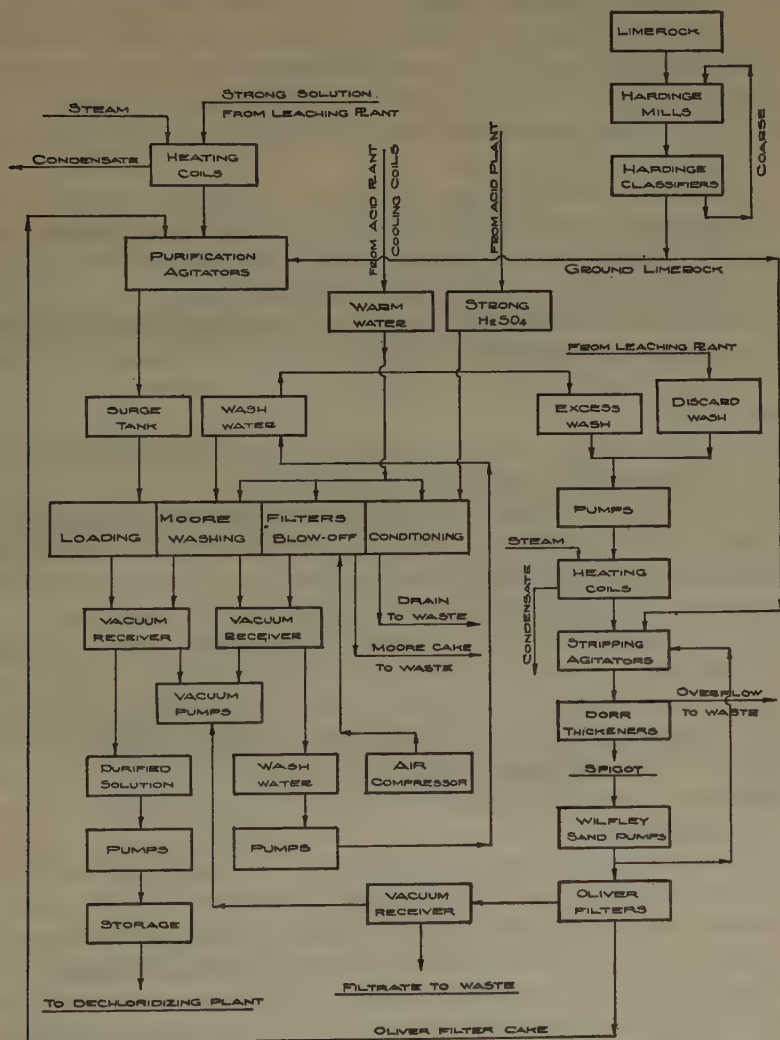 LIMEROCK
STRONG SOLUTION
FROM LEACHING PLANT
STEAM
HARDINGE
MILLS
COARSE
CONDENSATE
HEATING
COILS
HARDINGE
CLASSIFIERS
FROM ACID PLANT
COOLING COILS
FROM ACID PLANT
PURIFICATION
AGITATORS
GROUND LIMEROCK
WARM
WATER
STRONG
H2SO4
FROM LEACHING PLANT
SURGE
TANK
WASH
WATER
EXCESS
WASH
DISCARD
WASH
PUMPS
LOADING
MOORE
WASHING
FILTERS
BLOW-OFF
CONDITIONING
STEAM
HEATING
COILS
CONDENSATE
DRAIN
TO WASTE
VACUUM
RECEIVER
VACUUM
RECEIVER
MOORE CAKE
TO WASTE
STRIPPING
AGITATORS
VACUUM
PUMPS
OVERFLOW
TO WASTE
DORR
THICKENERS
PURIFIED
SOLUTION
WASH
WATER
AIR
COMPRESSOR
SPIGOT
WILFLEY
SAND PUMPS
PUMPS
PUMPS
STORAGE
VACUUM
RECEIVER
OLIVER
FILTERS
TO DECHLORIDIZING PLANT
FILTRATE TO WASTE
OLIVER FILTER CAKE